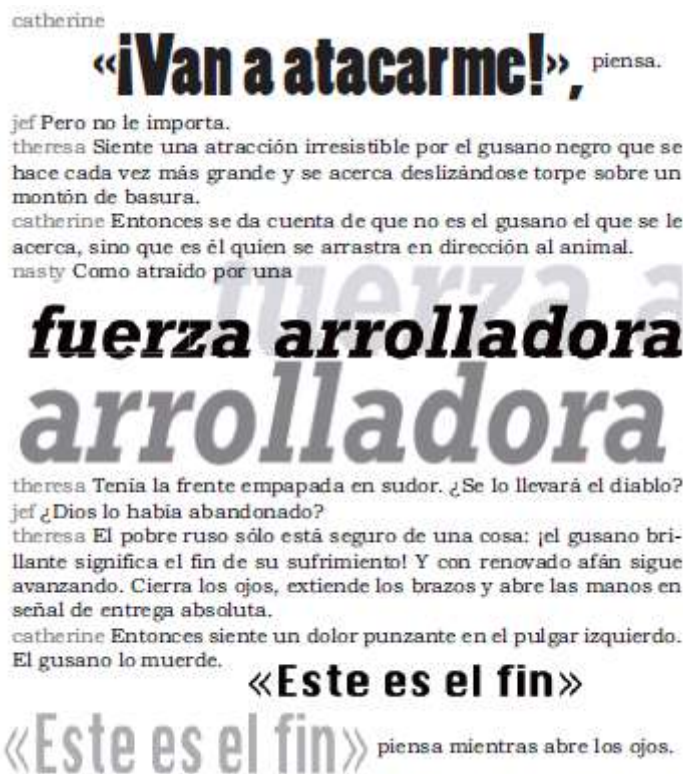 catherine
«¡Van a atacarme!», piensa.
jef Pero no le importa.
theresa Siente una atracción irresistible por el gusano negro que se
hace cada vez más grande y se acerca deslizándose torpe sobre un
montón de basura.
catherine Entonces se da cuenta de que no es el gusano el que se le
acerca, sino que es él quien se arrastra en dirección al animal.
nasty Como atraído por una
fuerza a
fuerza arrolladora
arrolladora
theresa Tenía la frente empapada en sudor. ¿Se lo llevará el diablo?
jef ¿Dios lo había abandonado?
theresa El pobre ruso sólo está seguro de una cosa: ¡el gusano bri-
llante significa el fin de su sufrimiento! Y con renovado afán sigue
avanzando. Cierra los ojos, extiende los brazos y abre las manos en
señal de entrega absoluta.
catherine Entonces siente un dolor punzante en el pulgar izquierdo.
El gusano lo muerde.
«Este es el fin»
«Este es el fin» piensa mientras abre los ojos.